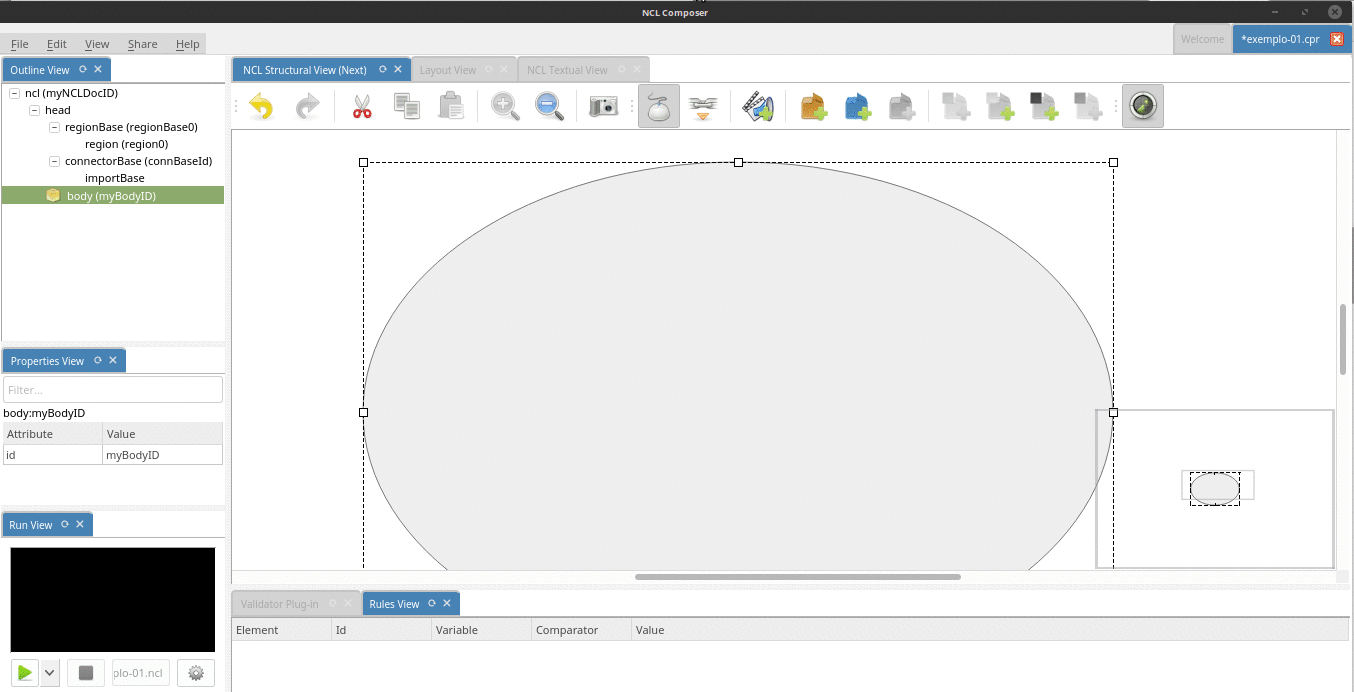 NCL Composer
File Edit View Share Help
Welcome *exemplo-01.cpr
Outline View
ncl (myNCLDocID)
head
regionBase (regionBase0)
region (region0)
connectorBase (connBaseId)
importBase
body (myBodyID)
NCL Structural View (Next) Layout View NCL Textual View
Properties View
Filter...
body:myBodyID
Attribute Value
id myBodyID
Run View
plo-01.ncl
Validator Plug-in Rules View
Element Id Variable Comparator Value